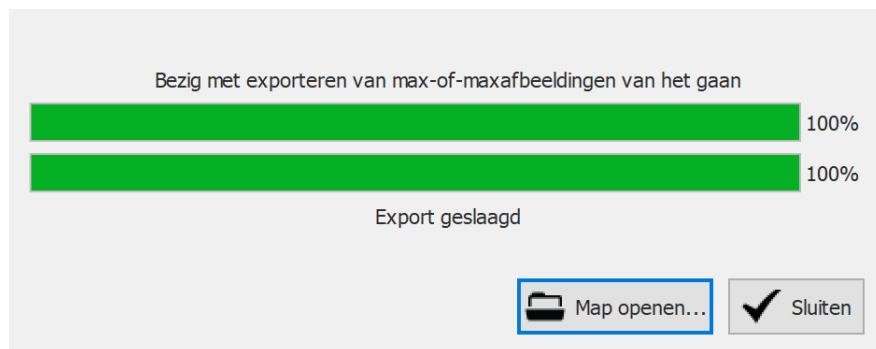 Bezig met exporteren van max-of-maxafbeeldingen van het gaan
100%
100%
Export geslaagd
Map openen...
Sluiten